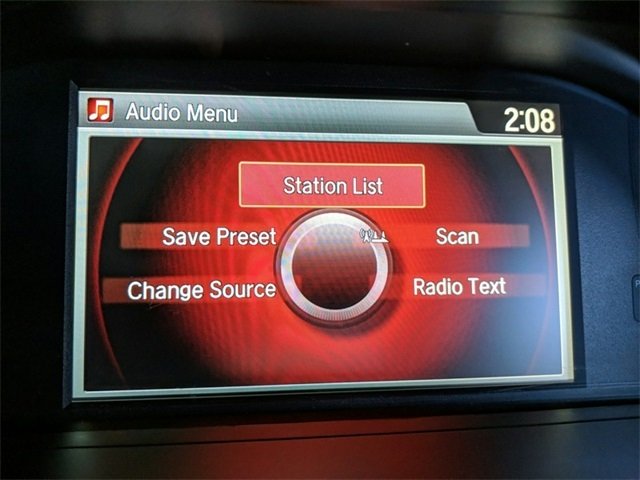 Audio Menu
2:08
Station List
Save Preset
Scan
Change Source
Radio Text